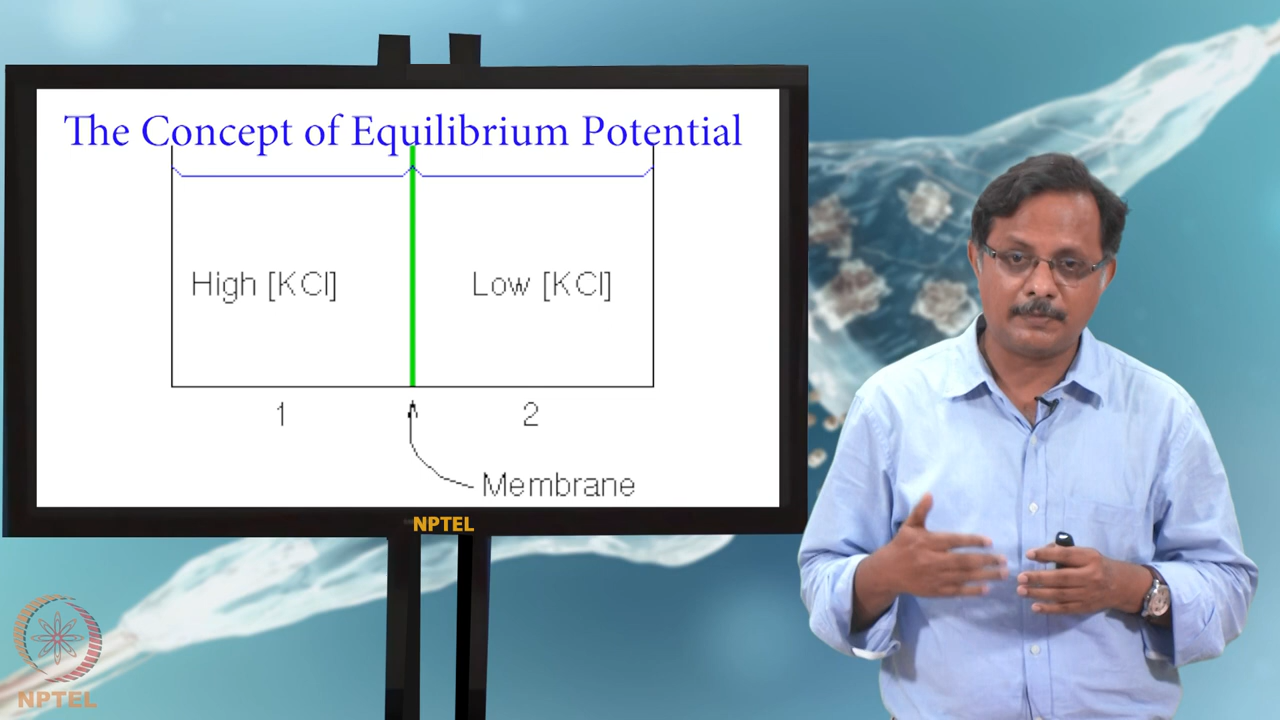 The Concept of Equilibrium Potential
High [KCl] Low [KCl]
1 2
Membrane
NPTEL
NPTEL